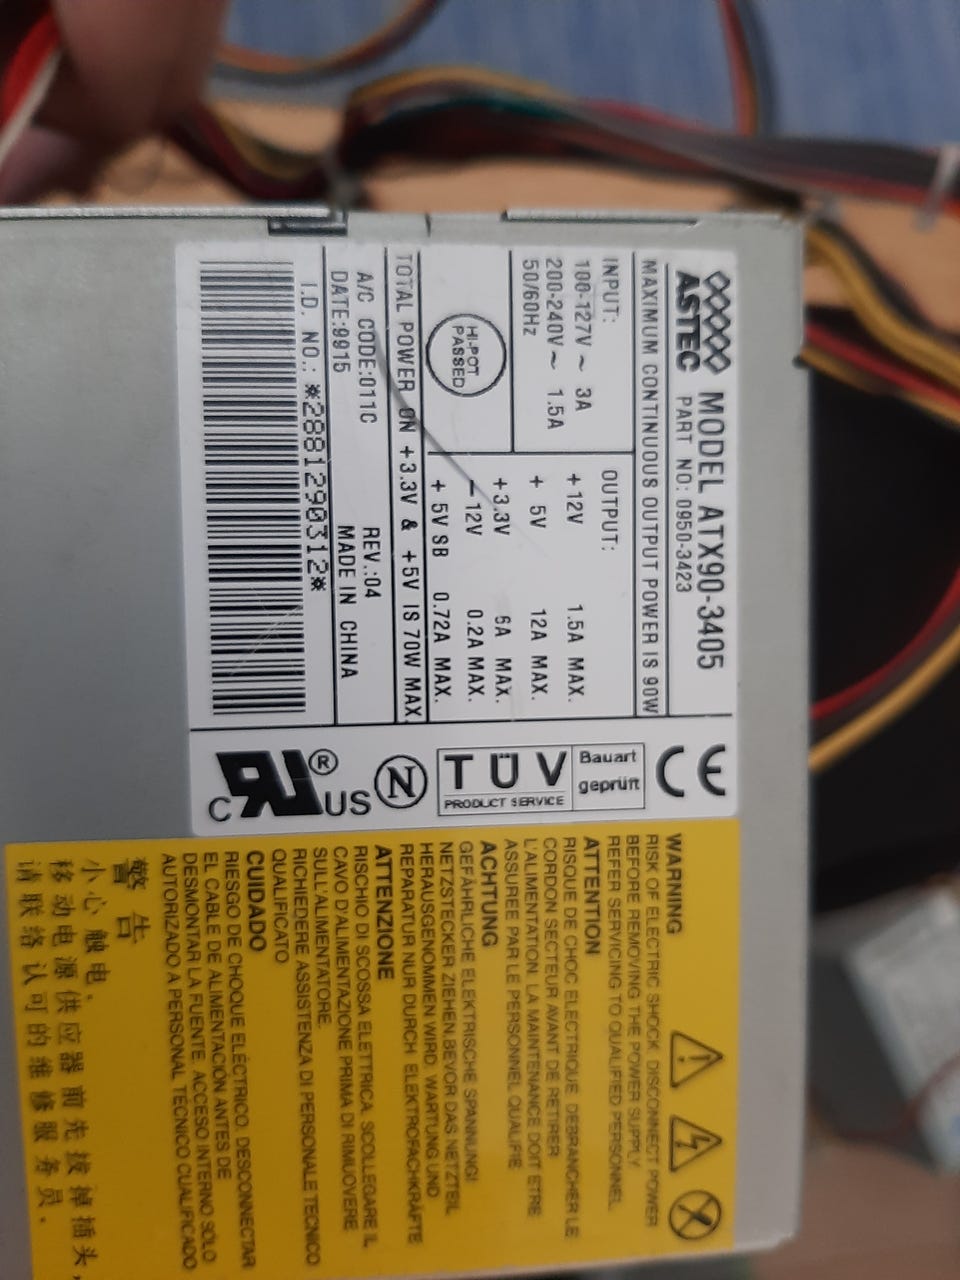 ASTEC MODEL ATX90-3405
PART NO: 0950-3423
MAXIMUM CONTINUOUS OUTPUT POWER IS 90W
INPUT:
100-127V ~ 3A
200-240V ~ 1.5A
50/60Hz
HI-POT
PASSED
OUTPUT:
+12V 1.5A MAX.
+ 5V 12A MAX.
+3.3V 6A MAX.
-12V 0.2A MAX.
+ 5V SB 0.72A MAX.
TOTAL POWER ON +3.3V & +5V IS 70W MAX
A/C CODE:011C REV.:04
DATE:9915 MADE IN CHINA
I.D. NO.: *2881290312*
CE
Bauart
geprüft
TÜV
PRODUCT SERVICE
N
C RU ® US
WARNING
RISK OF ELECTRIC SHOCK. DISCONNECT POWER
BEFORE REMOVING THE POWER SUPPLY
REFER SERVICING TO QUALIFIED PERSONNEL
ATTENTION
RISQUE DE CHOC ELECTRIQUE. DEBRANCHER LE
CORDON SECTEUR AVANT DE RETIRER
L'ALIMENTATION. LA MAINTENANCE DOIT ETRE
ASSUREE PAR LE PERSONNEL QUALIFIE.
ACHTUNG
GEFÄHRLICHE ELEKTRISCHE SPANNUNG!
NETZSTECKER ZIEHEN BEVOR DAS NETZTEIL
HERAUSGENOMMEN WIRD. WARTUNG UND
REPARATUR NUR DURCH ELEKTROFACHKRÄFTE
ATTENZIONE
RISCHIO DI SCOSSA ELETTRICA. SCOLLEGARE IL
CAVO D'ALIMENTAZIONE PRIMA DI RIMUOVERE
SULL'ALIMENTATORE.
RICHIEDERE ASSISTENZA DI PERSONALE TECNICO
QUALIFICATO
CUIDADO
RIESGO DE CHOQUE ELÉCTRICO. DESCONNECTAR
EL CABLE DE ALIMENTACIÓN ANTES DE
DESMONTAR LA FUENTE. ACCESO INTERNO SOLO
AUTORIZADO A PERSONAL TÉCNICO CUALIFICADO
警告
小心触电.
移动电源供应器前先拔掉插头,
请联络认可的维修服务员.